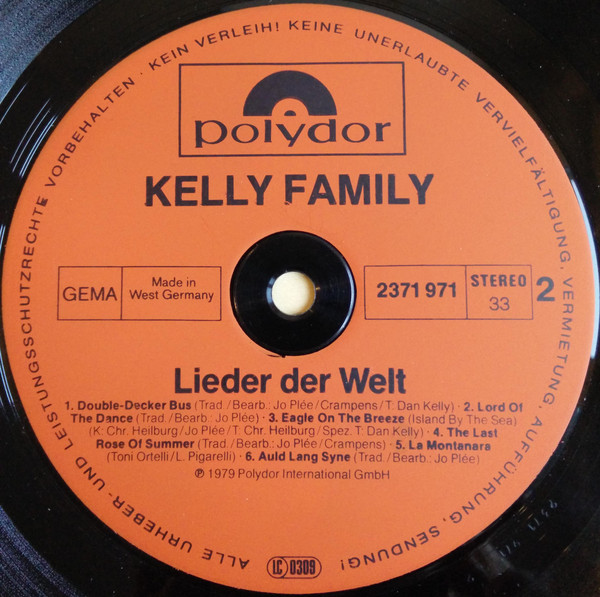 ALLE URHEBER- UND LEISTUNGSSCHUTZRECHTE VORBEHALTEN · KEIN VERLEIH! KEINE UNERLAUBTE VERVIELFÄLTIGUNG, VERMIETUNG, AUFFÜHRUNG, SENDUNG!
polydor
KELLY FAMILY
GEMA
Made in
West Germany
2371 971
STEREO
33
2
Lieder der Welt
1. Double-Decker Bus (Trad./Bearb.: Jo Plée/Crampens/T: Dan Kelly) · 2. Lord Of
The Dance (Trad./Bearb.: Jo Plée) · 3. Eagle On The Breeze (Island By The Sea)
(K: Chr. Heilburg/Jo Plée/T: Chr. Heilburg/Spez. T: Dan Kelly) · 4. The Last
Rose Of Summer (Trad./Bearb.: Jo Plée/Crampens) · 5. La Montanara
(Toni Ortelli/L. Pigarelli) · 6. Auld Lang Syne (Trad./Bearb.: Jo Plée)
℗ 1979 Polydor International GmbH
LC 0309